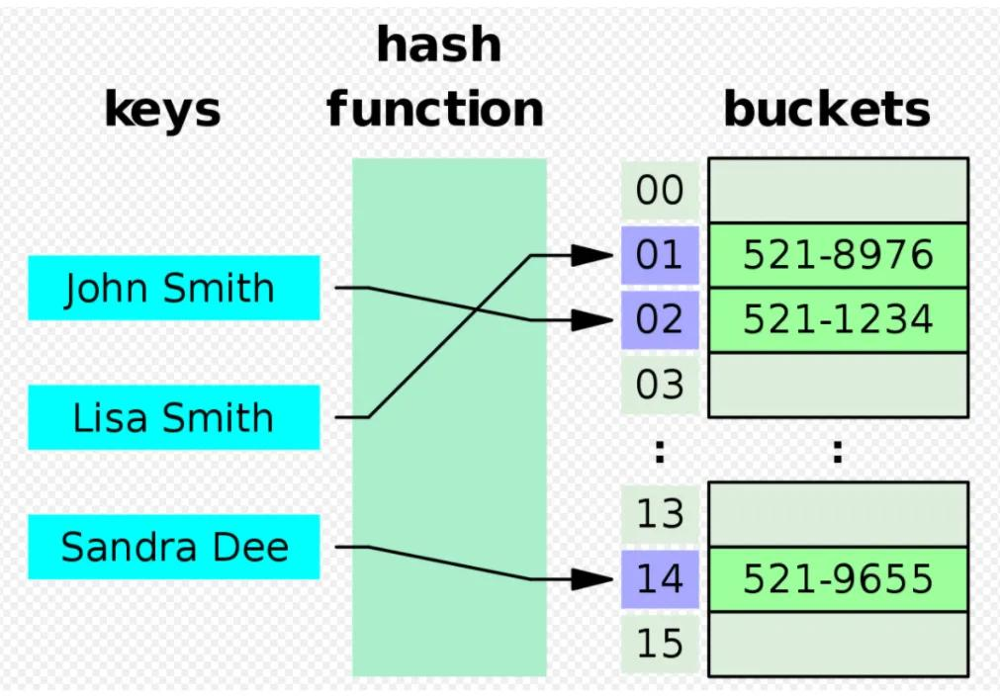 hash
function
keys
buckets
John Smith
Lisa Smith
Sandra Dee
00
01 521-8976
02 521-1234
03
: :
13
14 521-9655
15